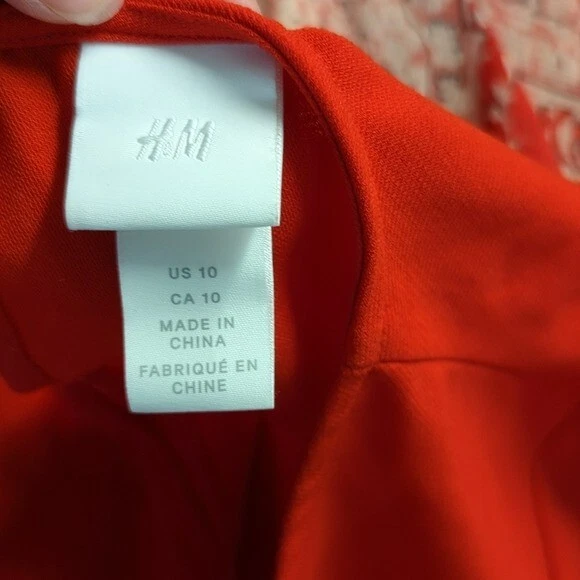 H&M
US 10
CA 10
MADE IN
CHINA
FABRIQUÉ EN
CHINE